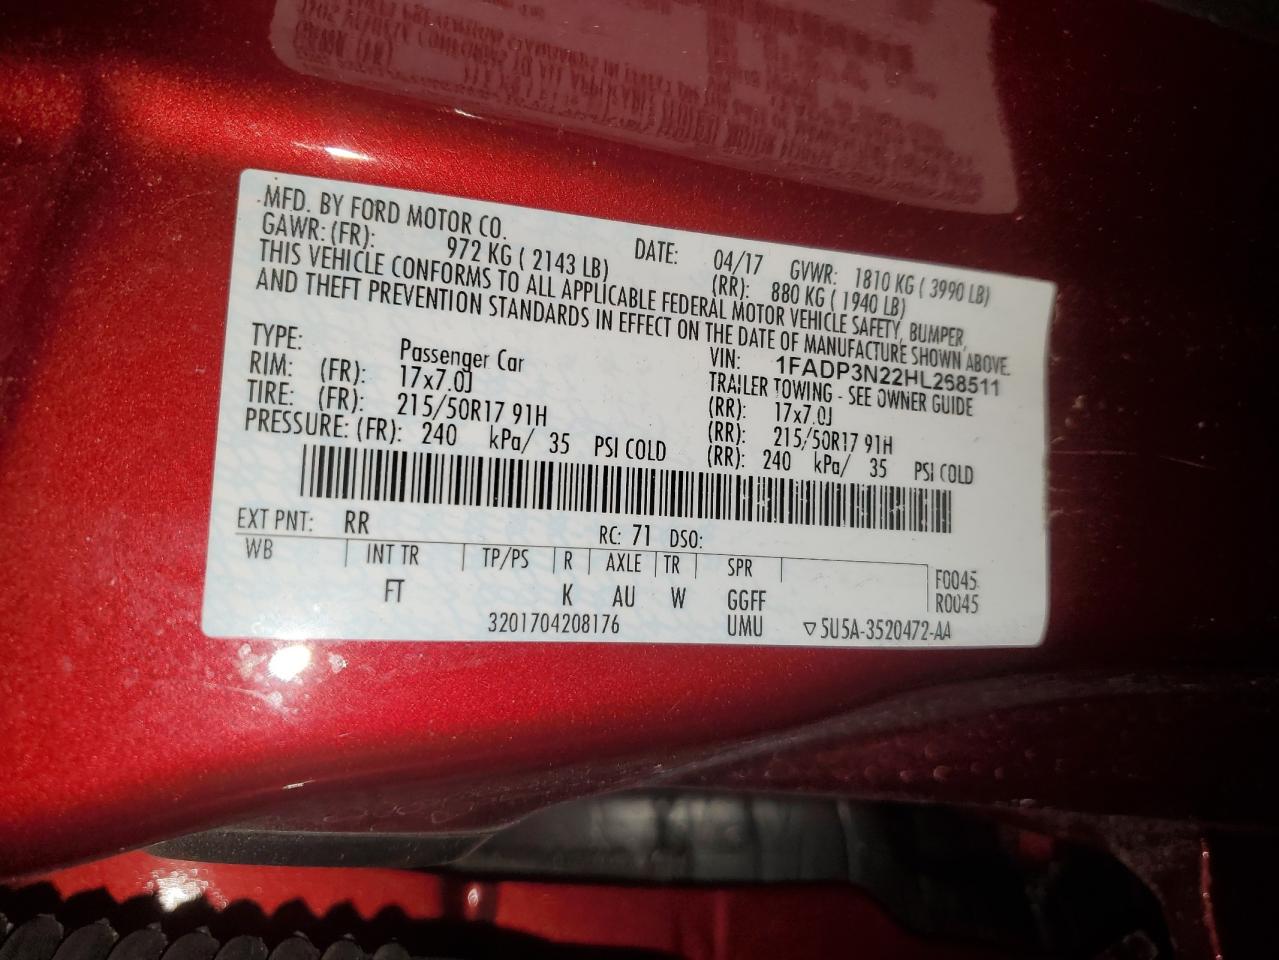 MFD. BY FORD MOTOR CO.
DATE: 04/17 GVWR: 1810 KG ( 3990 LB)
GAWR: (FR): 972 KG ( 2143 LB) (RR): 880 KG ( 1940 LB)
THIS VEHICLE CONFORMS TO ALL APPLICABLE FEDERAL MOTOR VEHICLE SAFETY, BUMPER,
AND THEFT PREVENTION STANDARDS IN EFFECT ON THE DATE OF MANUFACTURE SHOWN ABOVE.
VIN: 1FADP3N22HL268511
TYPE: Passenger Car TRAILER TOWING - SEE OWNER GUIDE
RIM: (FR): 17x7.0J (RR): 17x7.0J
TIRE: (FR): 215/50R17 91H (RR): 215/50R17 91H
PRESSURE: (FR): 240 kPa/ 35 PSI COLD (RR): 240 kPa/ 35 PSI COLD
EXT PNT: RR RC: 71 DSO:
WB INT TR TP/PS R AXLE TR SPR
F0045
FT K AU W GGFF R0045
3201704208176 UMU ▽5U5A-3520472-AA